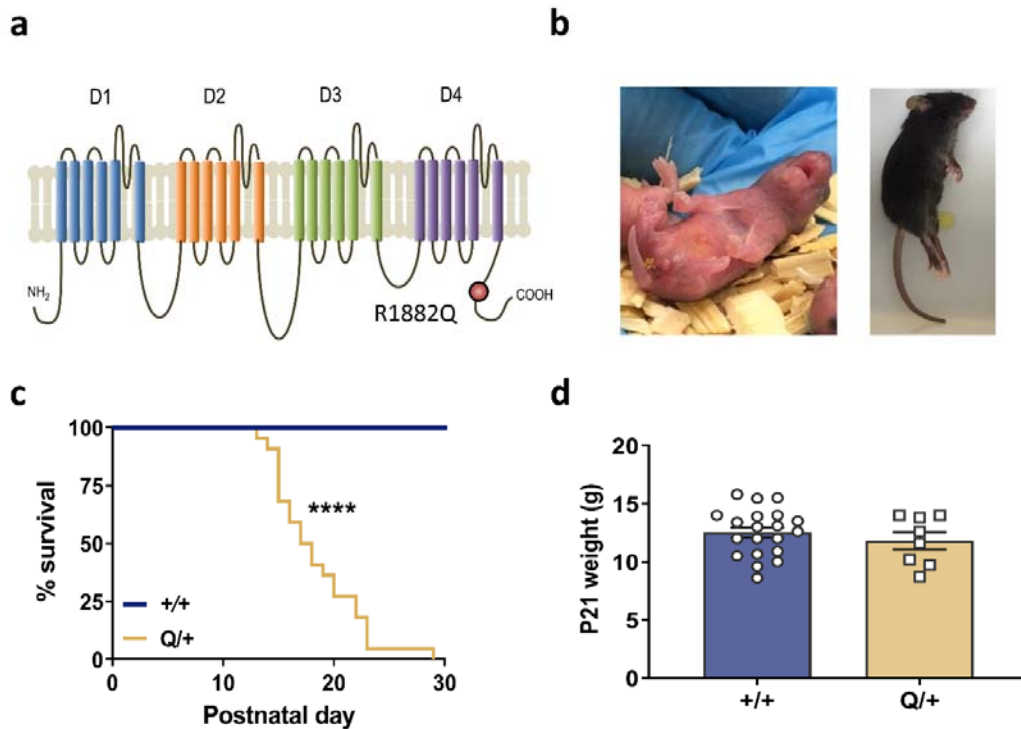 a
D1 D2 D3 D4
NH2
R1882Q
COOH
b
c
100
75
50
25
0
% survival
****
+/+
Q/+
0 10 20 30
Postnatal day
d
20
15
10
5
0
P21 weight (g)
+/+ Q/+